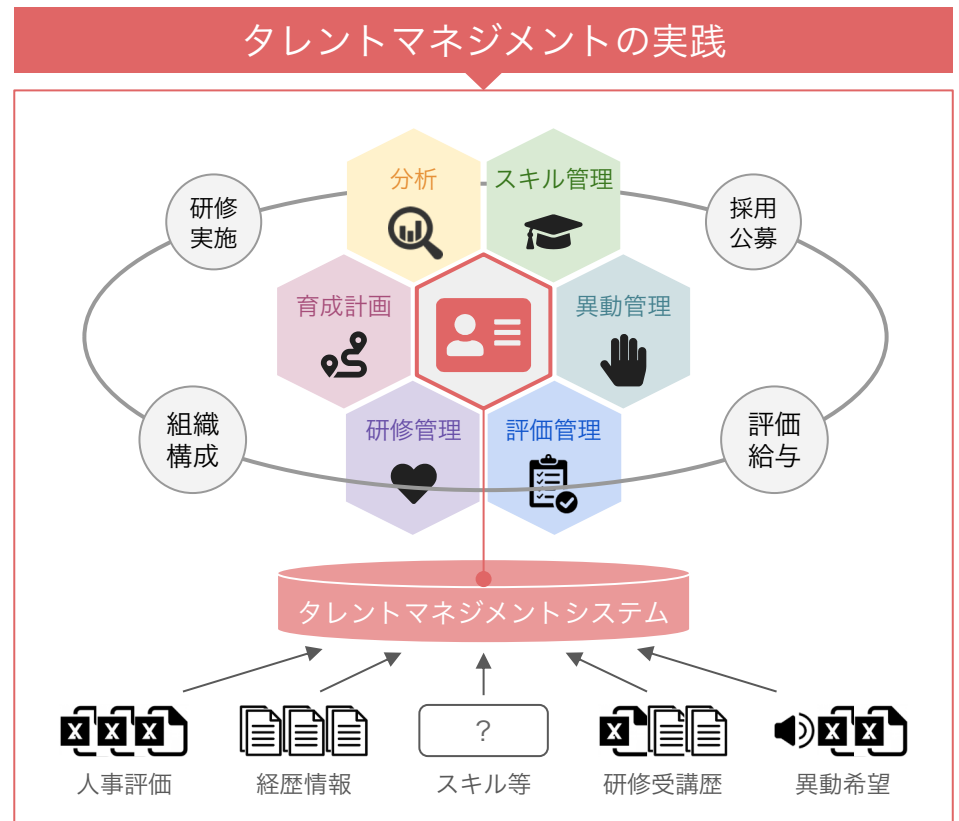 タレントマネジメントの実践
分析
スキル管理
研修
実施
採用
公募
育成計画
異動管理
組織
構成
研修管理
評価管理
評価
給与
タレントマネジメントシステム
X X X
?
X
X X
人事評価
経歴情報
スキル等
研修受講歴
異動希望